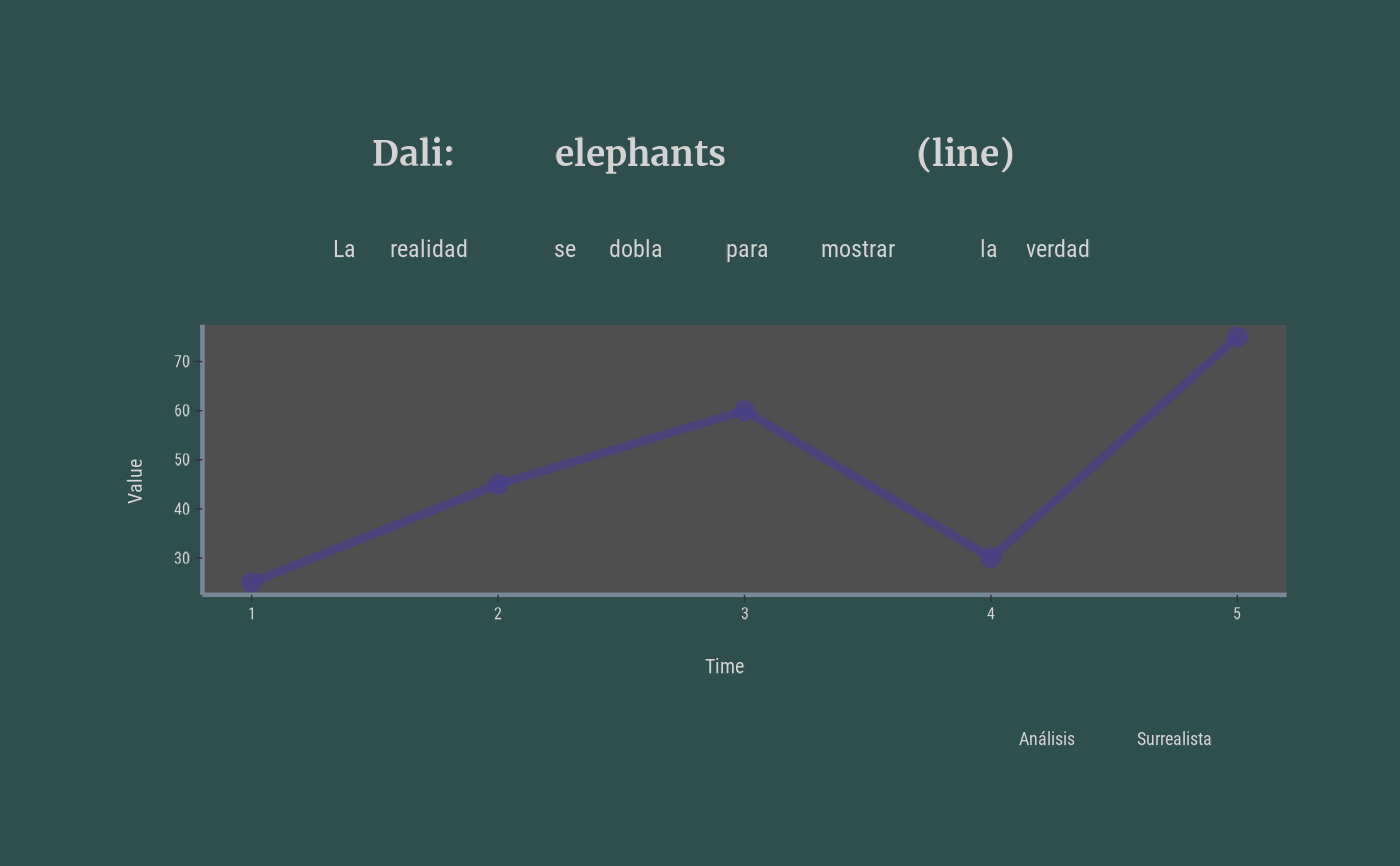 Dali: elephants (line)
La realidad se dobla para mostrar la verdad
70
60
50
40
30
Value
1 2 3 4 5
Time
Análisis Surrealista